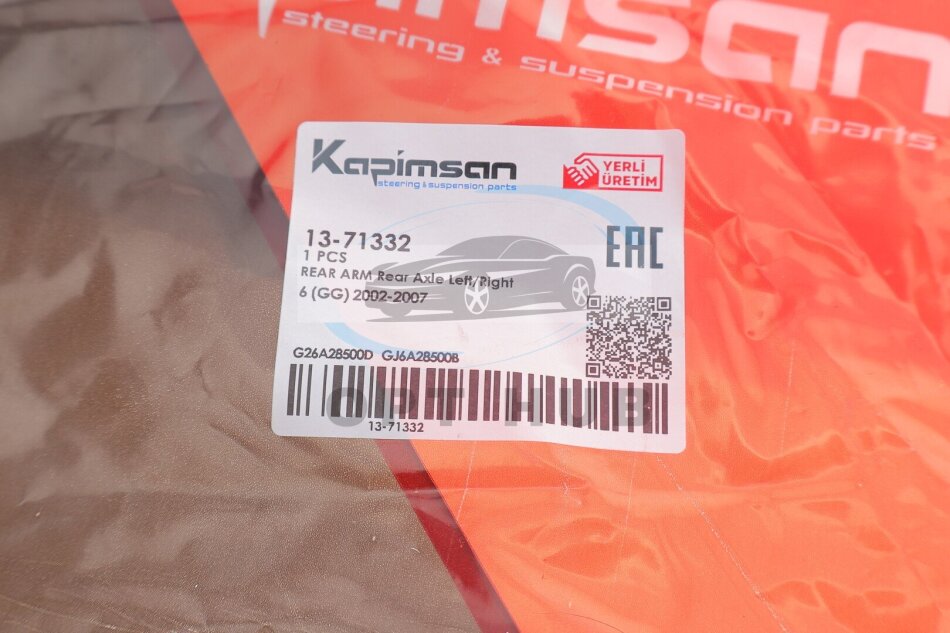 Kapimsan
steering & suspension parts
Kapimsan
steering & suspension parts
YERLİ
ÜRETİM
13-71332
1 PCS
REAR ARM Rear Axle Left/Right
6 (GG) 2002-2007
EAC
G26A28500D GJ6A28500B
OPT HUB
13-71332